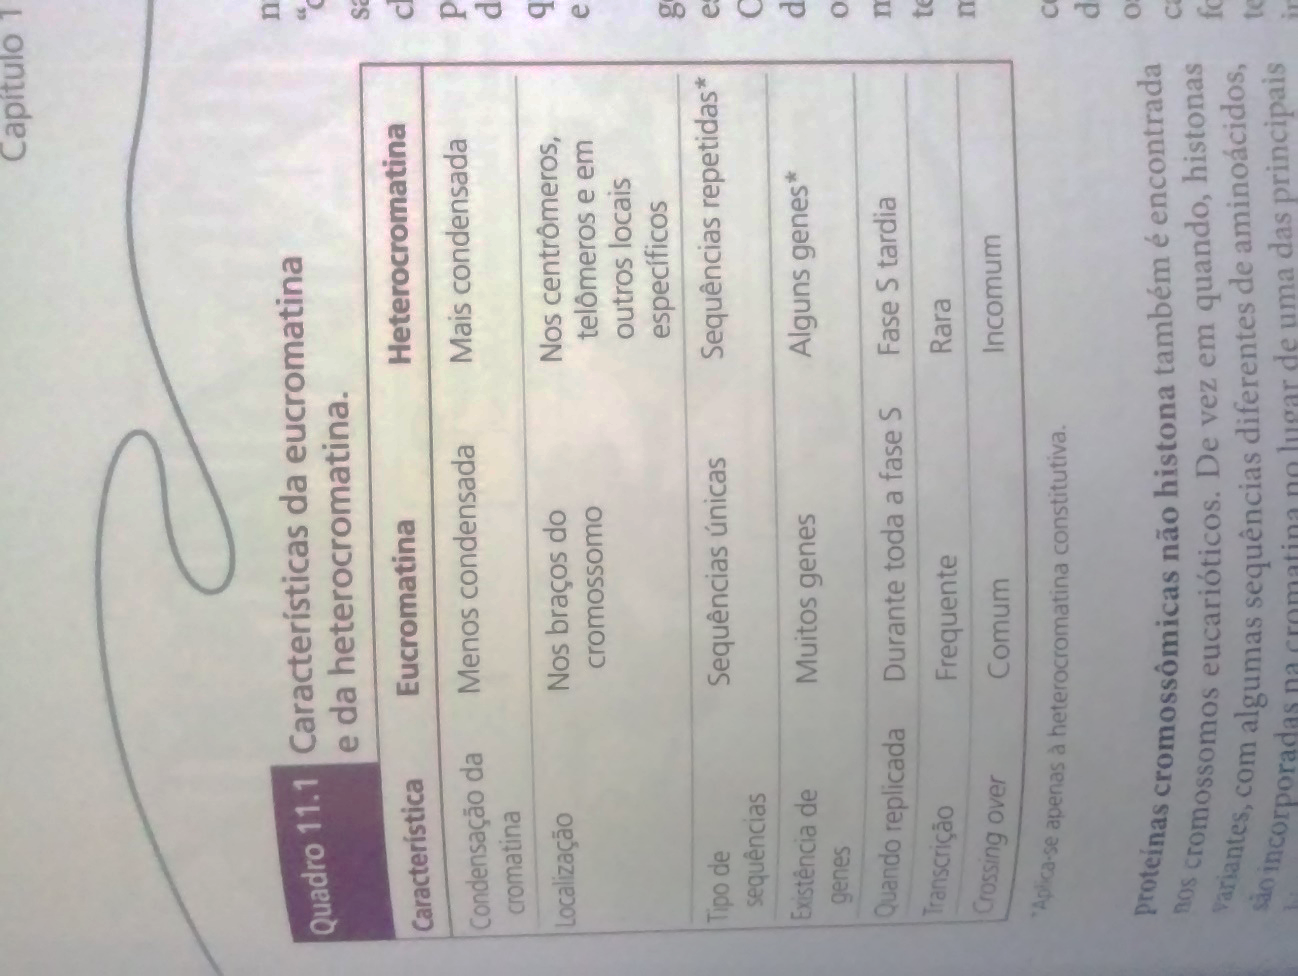 Capítulo 1
Quadro 11.1 Características da eucromatina
e da heterocromatina.
Característica Eucromatina Heterocromatina
Condensação da Menos condensada Mais condensada
cromatina
Localização Nos braços do Nos centrômeros,
cromossomo telômeros e em
outros locais
específicos
Tipo de Sequências únicas Sequências repetidas*
sequências
Existência de Muitos genes Alguns genes*
genes
Quando replicada Durante toda a fase S Fase S tardia
Transcrição Frequente Rara
Crossing over Comum Incomum
*Aplica-se apenas à heterocromatina constitutiva.
proteínas cromossômicas não histona também é encontrada
nos cromossomos eucarióticos. De vez em quando, histonas
variantes, com algumas sequências diferentes de aminoácidos,
são incorporadas na cromatina no lugar de uma das principais